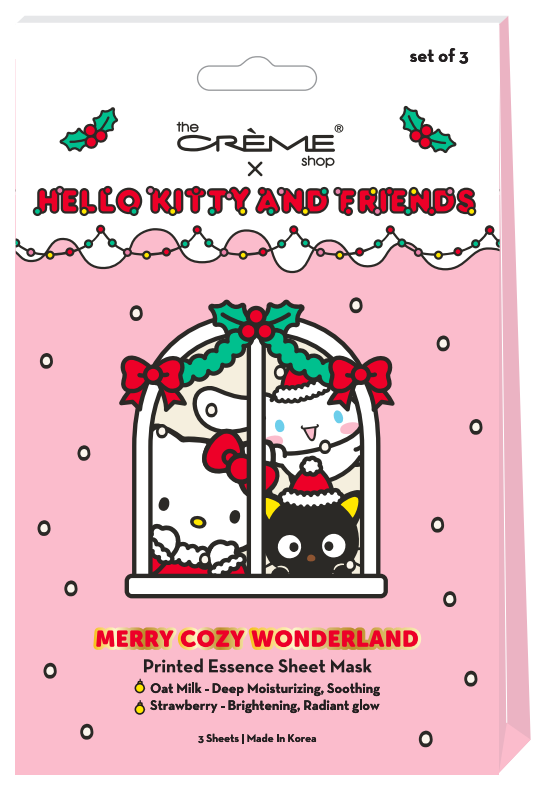 set of 3
the
CRÈME®
shop
×
HELLO KITTY AND FRIENDS
MERRY COZY WONDERLAND
Printed Essence Sheet Mask
Oat Milk - Deep Moisturizing, Soothing
Strawberry - Brightening, Radiant glow
3 Sheets | Made In Korea